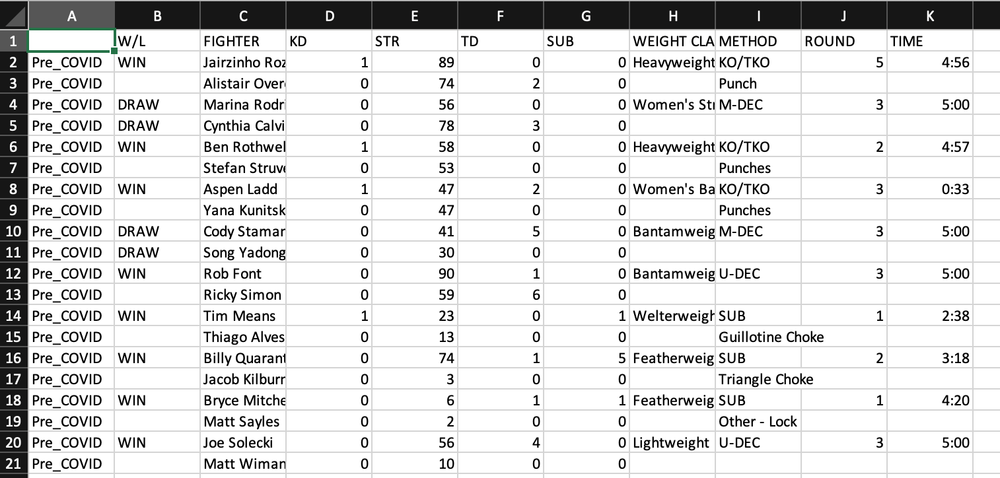 A B C D E F G H I J K
1 W/L FIGHTER KD STR TD SUB WEIGHT CLA METHOD ROUND TIME
2 Pre_COVID WIN Jairzinho Roz 1 89 0 0 Heavyweight KO/TKO 5 4:56
3 Pre_COVID Alistair Over 0 74 2 0 Punch
4 Pre_COVID DRAW Marina Rodri 0 56 0 0 Women's Str M-DEC 3 5:00
5 Pre_COVID DRAW Cynthia Calvi 0 78 3 0
6 Pre_COVID WIN Ben Rothwel 1 58 0 0 Heavyweight KO/TKO 2 4:57
7 Pre_COVID Stefan Struve 0 53 0 0 Punches
8 Pre_COVID WIN Aspen Ladd 1 47 2 0 Women's Ba KO/TKO 3 0:33
9 Pre_COVID Yana Kunitsk 0 47 0 0 Punches
10 Pre_COVID DRAW Cody Stamar 0 41 5 0 Bantamweig M-DEC 3 5:00
11 Pre_COVID DRAW Song Yadong 0 30 0 0
12 Pre_COVID WIN Rob Font 0 90 1 0 Bantamweig U-DEC 3 5:00
13 Pre_COVID Ricky Simon 0 59 6 0
14 Pre_COVID WIN Tim Means 1 23 0 1 Welterweigh SUB 1 2:38
15 Pre_COVID Thiago Alves 0 13 0 0 Guillotine Choke
16 Pre_COVID WIN Billy Quarant 0 74 1 5 Featherweig SUB 2 3:18
17 Pre_COVID Jacob Kilburr 0 3 0 0 Triangle Choke
18 Pre_COVID WIN Bryce Mitche 0 6 1 1 Featherweig SUB 1 4:20
19 Pre_COVID Matt Sayles 0 2 0 0 Other - Lock
20 Pre_COVID WIN Joe Solecki 0 56 4 0 Lightweight U-DEC 3 5:00
21 Pre_COVID Matt Wiman 0 10 0 0